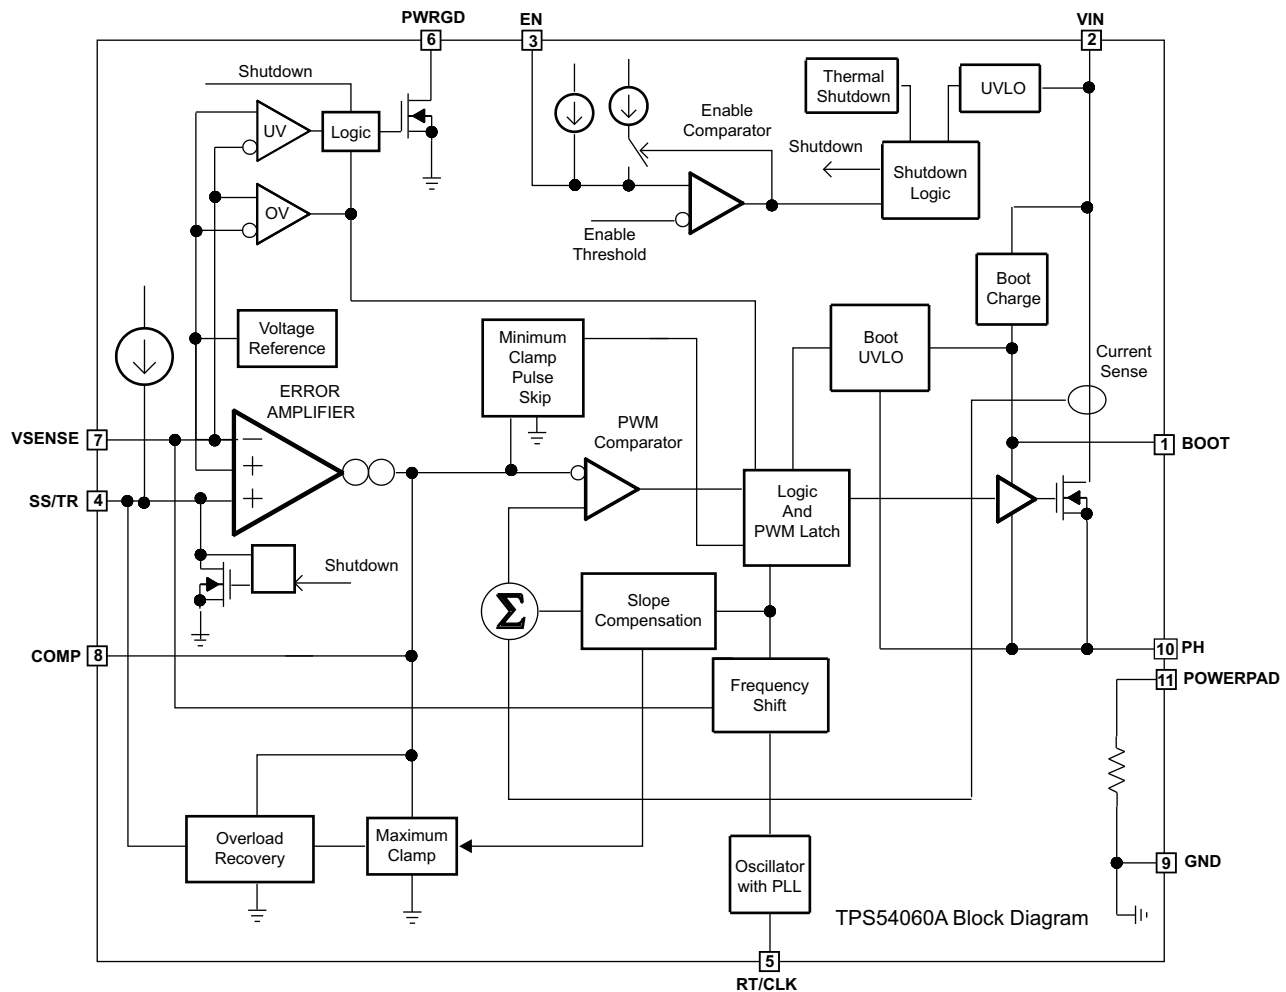 PWRGD
EN
VIN
6
3
2
Shutdown
Thermal
Shutdown
UVLO
Enable
Comparator
UV
Logic
Shutdown
Shutdown
Logic
OV
Enable
Threshold
Boot
Charge
Voltage
Reference
Minimum
Clamp
Pulse
Skip
Boot
UVLO
Current
Sense
ERROR
AMPLIFIER
PWM
Comparator
VSENSE
7
1
BOOT
SS/TR
4
—
+
+
Logic
And
PWM Latch
Shutdown
Σ
Slope
Compensation
COMP
8
10
PH
11
POWERPAD
Frequency
Shift
Overload
Recovery
Maximum
Clamp
Oscillator
with PLL
9
GND
TPS54060A Block Diagram
5
RT/CLK